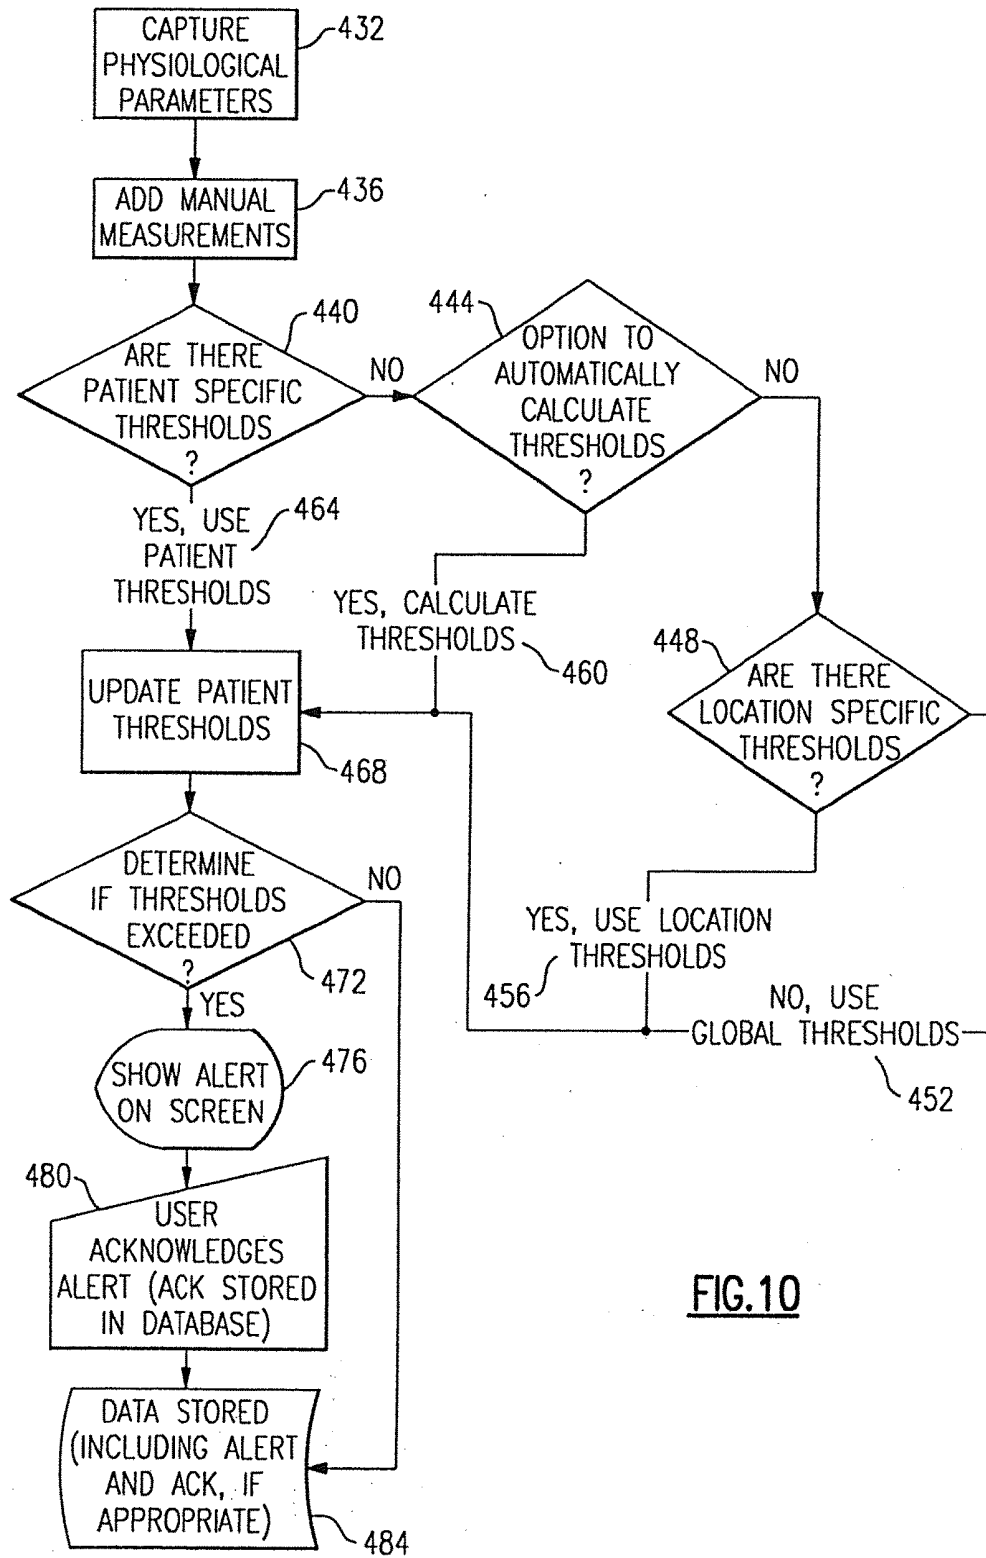 CAPTURE
PHYSIOLOGICAL
PARAMETERS
432
ADD MANUAL
MEASUREMENTS
436
ARE THERE
PATIENT SPECIFIC
THRESHOLDS
?
440
NO
OPTION TO
AUTOMATICALLY
CALCULATE
THRESHOLDS
?
444
NO
YES, USE
PATIENT
THRESHOLDS
464
YES, CALCULATE
THRESHOLDS
460
ARE THERE
LOCATION SPECIFIC
THRESHOLDS
?
448
UPDATE PATIENT
THRESHOLDS
468
DETERMINE
IF THRESHOLDS
EXCEEDED
?
472
NO
YES
YES, USE LOCATION
THRESHOLDS
456
NO, USE
GLOBAL THRESHOLDS
452
SHOW ALERT
ON SCREEN
476
USER
ACKNOWLEDGES
ALERT (ACK STORED
IN DATABASE)
480
DATA STORED
(INCLUDING ALERT
AND ACK, IF
APPROPRIATE)
484
FIG.10